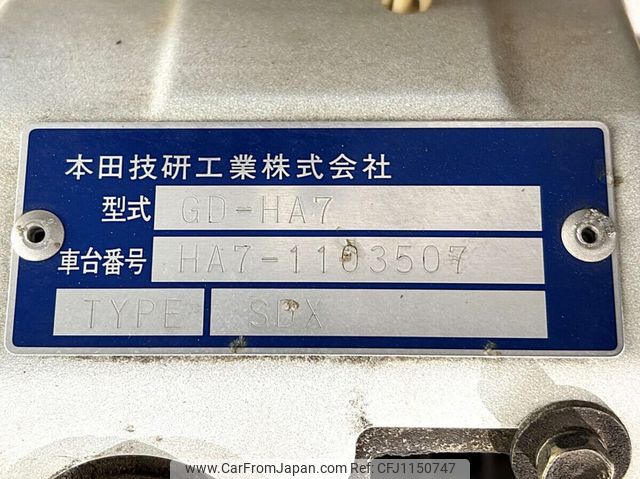 本田技研工業株式会社
型式 GD-HA7
車台番号 HA7-1103507
TYPE SDX
www.CarFromJapan.com CFJ1150747